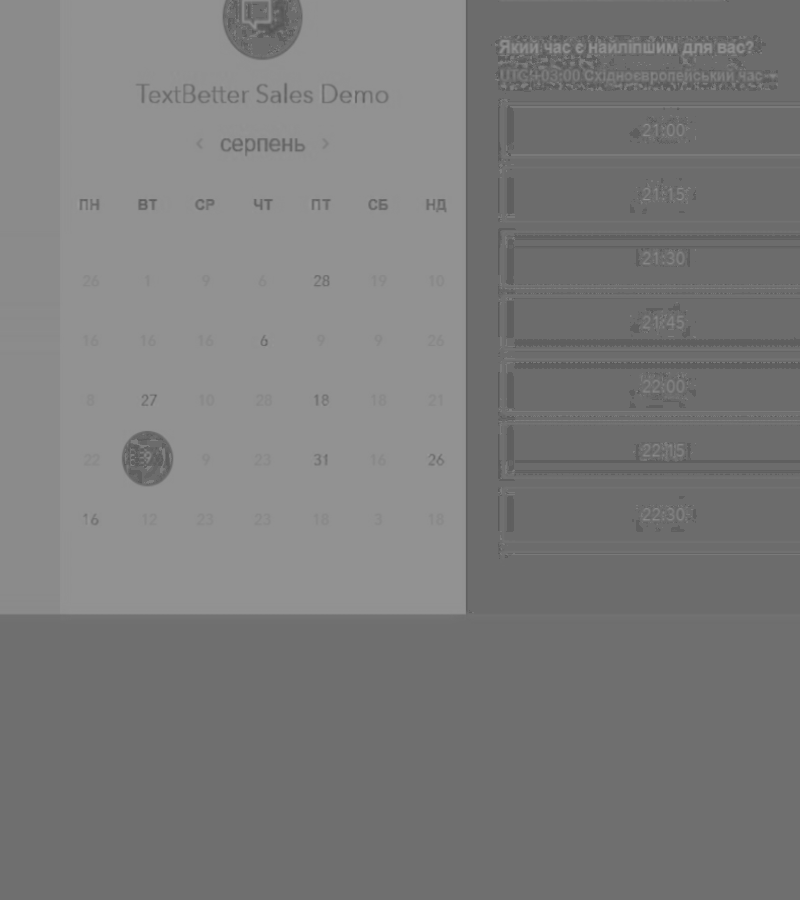 TextBetter Sales Demo
серпень
ПН ВТ СР ЧТ ПТ СБ НД
26 1 9 6 28 19 10
16 16 16 6 9 9 26
8 27 10 28 18 18 21
22 9 23 31 16 26
16 12 23 23 18 3 18
Який час є найліпшим для вас?
UTC+03:00 Східноєвропейський час
21:00
21:15
21:30
21:45
22:00
22:15
22:30